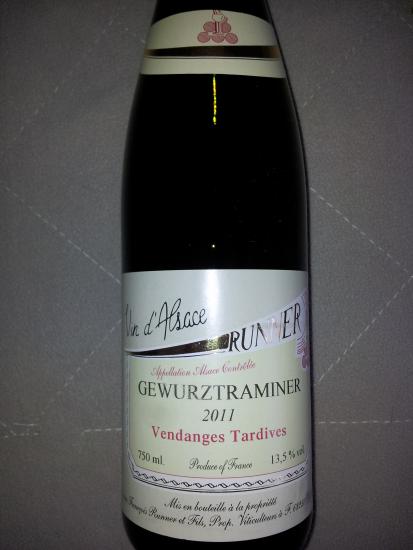 Vin d'Alsace
RUNNER
Appellation Alsace Contrôlée
GEWURZTRAMINER
2011
Vendanges Tardives
750 ml. Produce of France 13,5 % vol
Mis en bouteille à la propriété
François Runner et Fils, Prop. Viticulteurs à